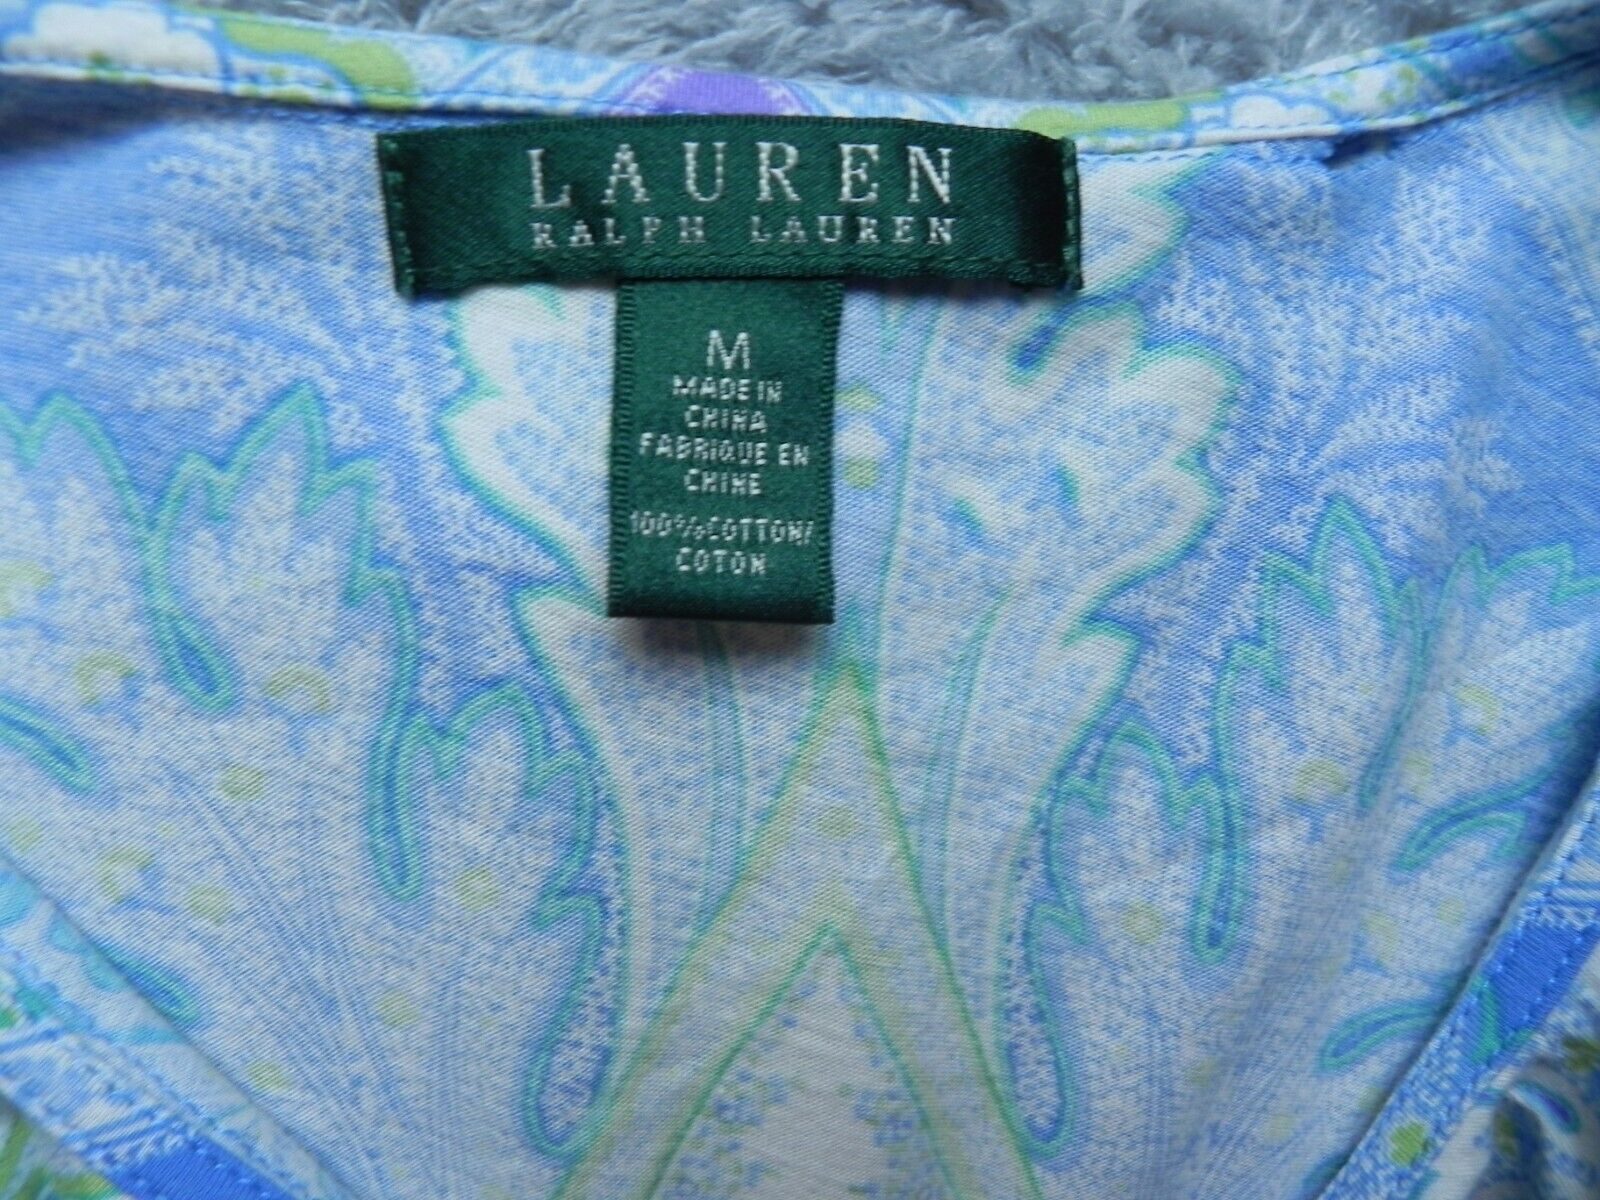 LAUREN
RALPH LAUREN
M
MADE IN
CHINA
FABRIQUE EN
CHINE
100%COTTON/
COTON